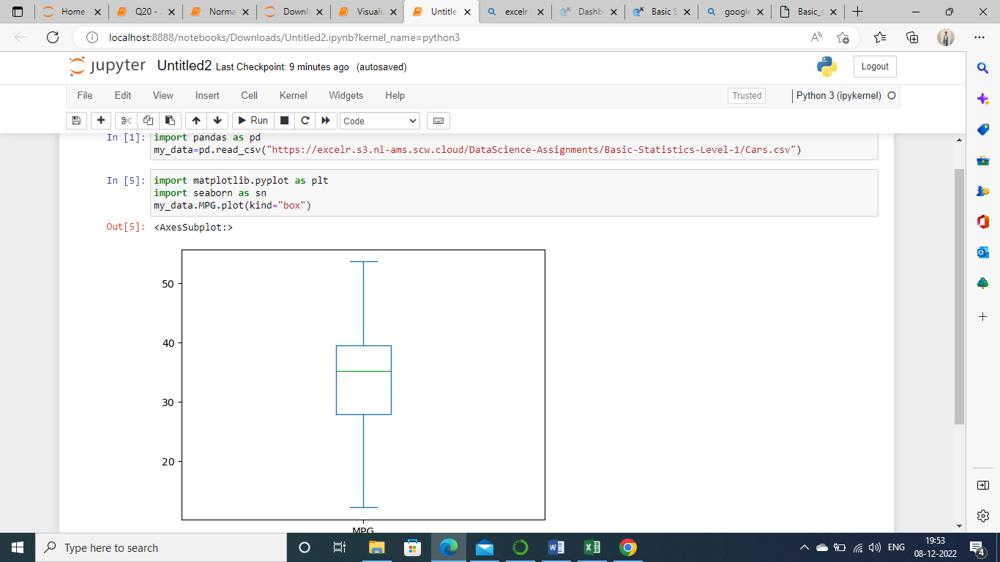 Home
Q20 -
Norma
Downl
Visuali
Untitle
excelr
Dashb
Basic S
google
Basic_s
localhost:8888/notebooks/Downloads/Untitled2.ipynb?kernel_name=python3
jupyter Untitled2 Last Checkpoint: 9 minutes ago (autosaved)
Logout
File Edit View Insert Cell Kernel Widgets Help
Trusted
Python 3 (ipykernel)
Run
Code
In [1]: import pandas as pd
my_data=pd.read_csv("https://excelr.s3.nl-ams.scw.cloud/DataScience-Assignments/Basic-Statistics-Level-1/Cars.csv")
In [5]: import matplotlib.pyplot as plt
import seaborn as sn
my_data.MPG.plot(kind="box")
Out[5]: <AxesSubplot:>
50
40
30
20
MPG
Type here to search
ENG
19:53
08-12-2022
4